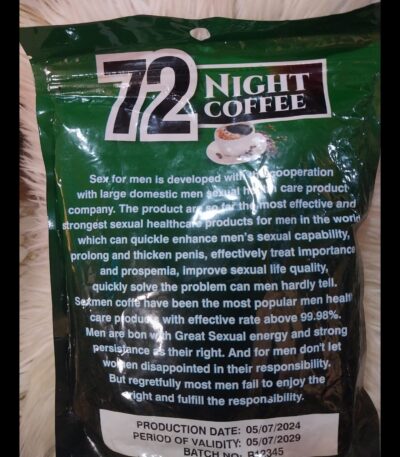 72 NIGHT
COFFEE
Sex for men is developed with the cooperation
with large domestic men sexual health care product
company. The product are so far the most effective and
strongest sexual healthcare products for men in the world
which can quickle enhance men's sexual capability,
prolong and thicken penis, effectively treat importance
and prospemia, improve sexual life quality,
quickly solve the problem can men hardly tell.
Sexmen coffe have been the most popular men health
care products with effective rate above 99.98%.
Men are bon with Great Sexual energy and strong
persistance as their right. And for men don't let
women disappointed in their responsibility.
But regretfully most men fail to enjoy the
right and fulfill the responsability.
PRODUCTION DATE: 05/07/2024
PERIOD OF VALIDITY: 05/07/2029
BATCH NO: B12345